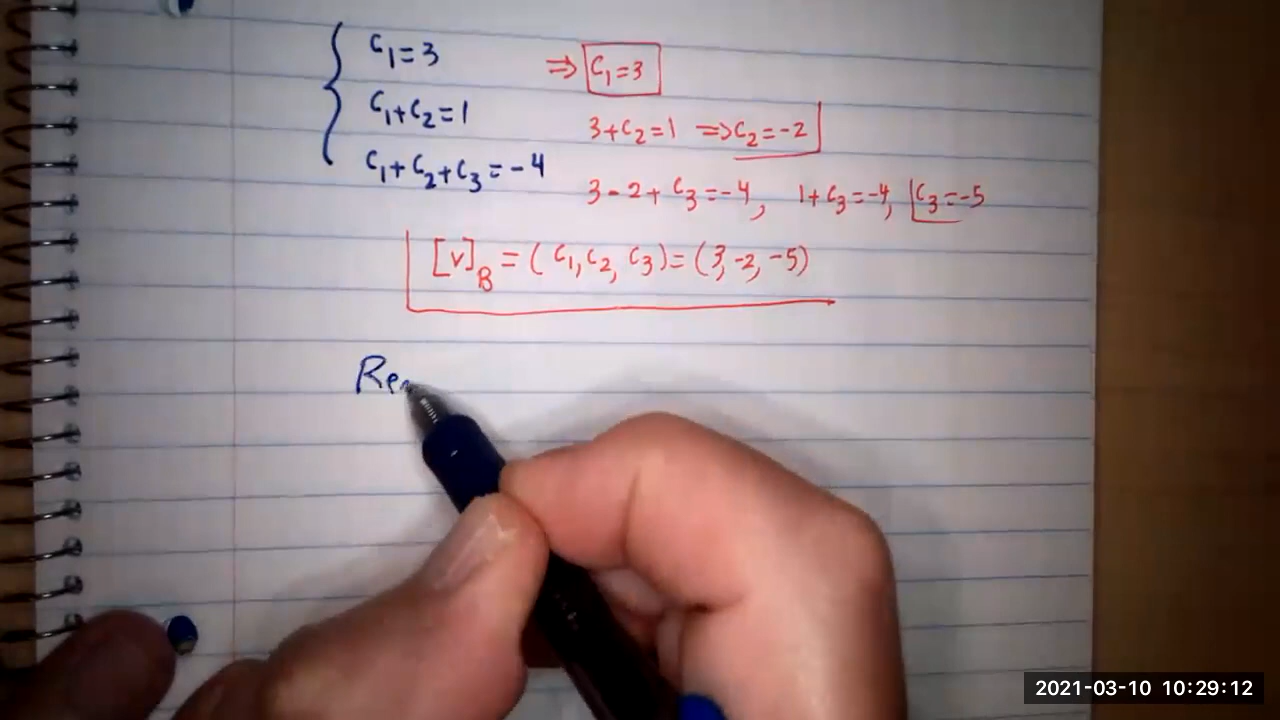 c₁=3 ⇒ c₁=3
c₁+c₂=1 3+c₂=1 ⇒ c₂=-2
c₁+c₂+c₃=-4 3-2+c₃=-4, 1+c₃=-4, c₃=-5
[v]_B = (c₁,c₂,c₃)=(3,-2,-5)
2021-03-10 10:29:12